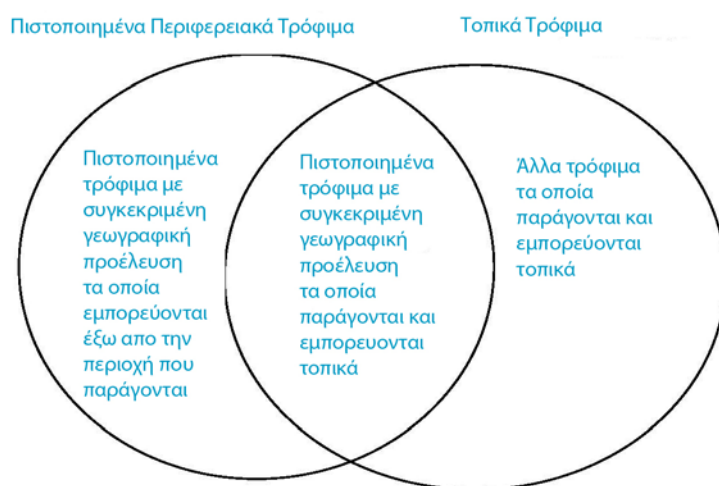 Πιστοποιημένα Περιφερειακά Τρόφιμα
Τοπικά Τρόφιμα
Πιστοποιημένα
τρόφιμα με
συγκεκριμένη
γεωγραφική
προέλευση
τα οποία
εμπορεύονται
έξω απο την
περιοχή που
παράγονται
Πιστοποιημένα
τρόφιμα με
συγκεκριμένη
γεωγραφική
προέλευση
τα οποία
παράγονται και
εμπορευονται
τοπικά
Άλλα τρόφιμα
τα οποία
παράγονται και
εμπορεύονται
τοπικά